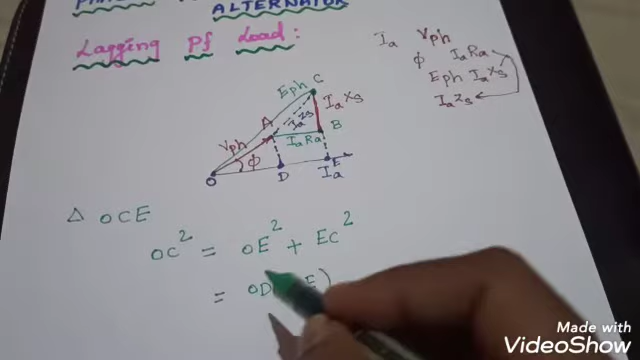 ALTERNATOR
Lagging Pf Load:
Ia Vph
Φ IaRa
Eph IaXs
IaZs
Eph C
IaXs
A
IaZs
Vph
B
Φ
IaRa
O
D
E
Ia
Δ OCE
OC² = OE² + EC²
= OD E)
Made with
VideoShow